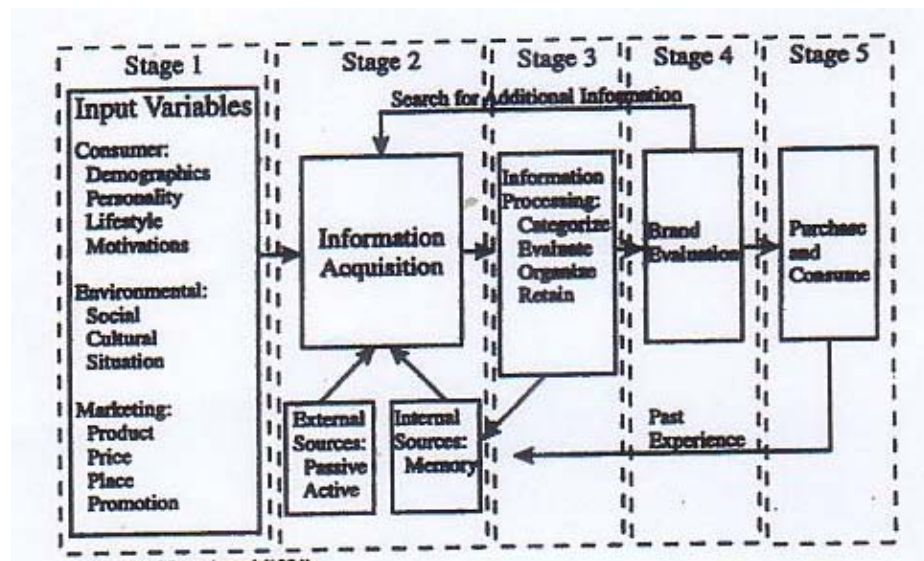 Stage 1
Stage 2
Stage 3
Stage 4
Stage 5
Input Variables
Consumer:
Demographics
Personality
Lifestyle
Motivations
Environmental:
Social
Cultural
Situation
Marketing:
Product
Price
Place
Promotion
Search for Additional Information
Information
Acquisition
External
Sources:
Passive
Active
Internal
Sources:
Memory
Information
Processing:
Categorize
Evaluate
Organize
Retain
Brand
Evaluation
Purchase
and
Consume
Past
Experience